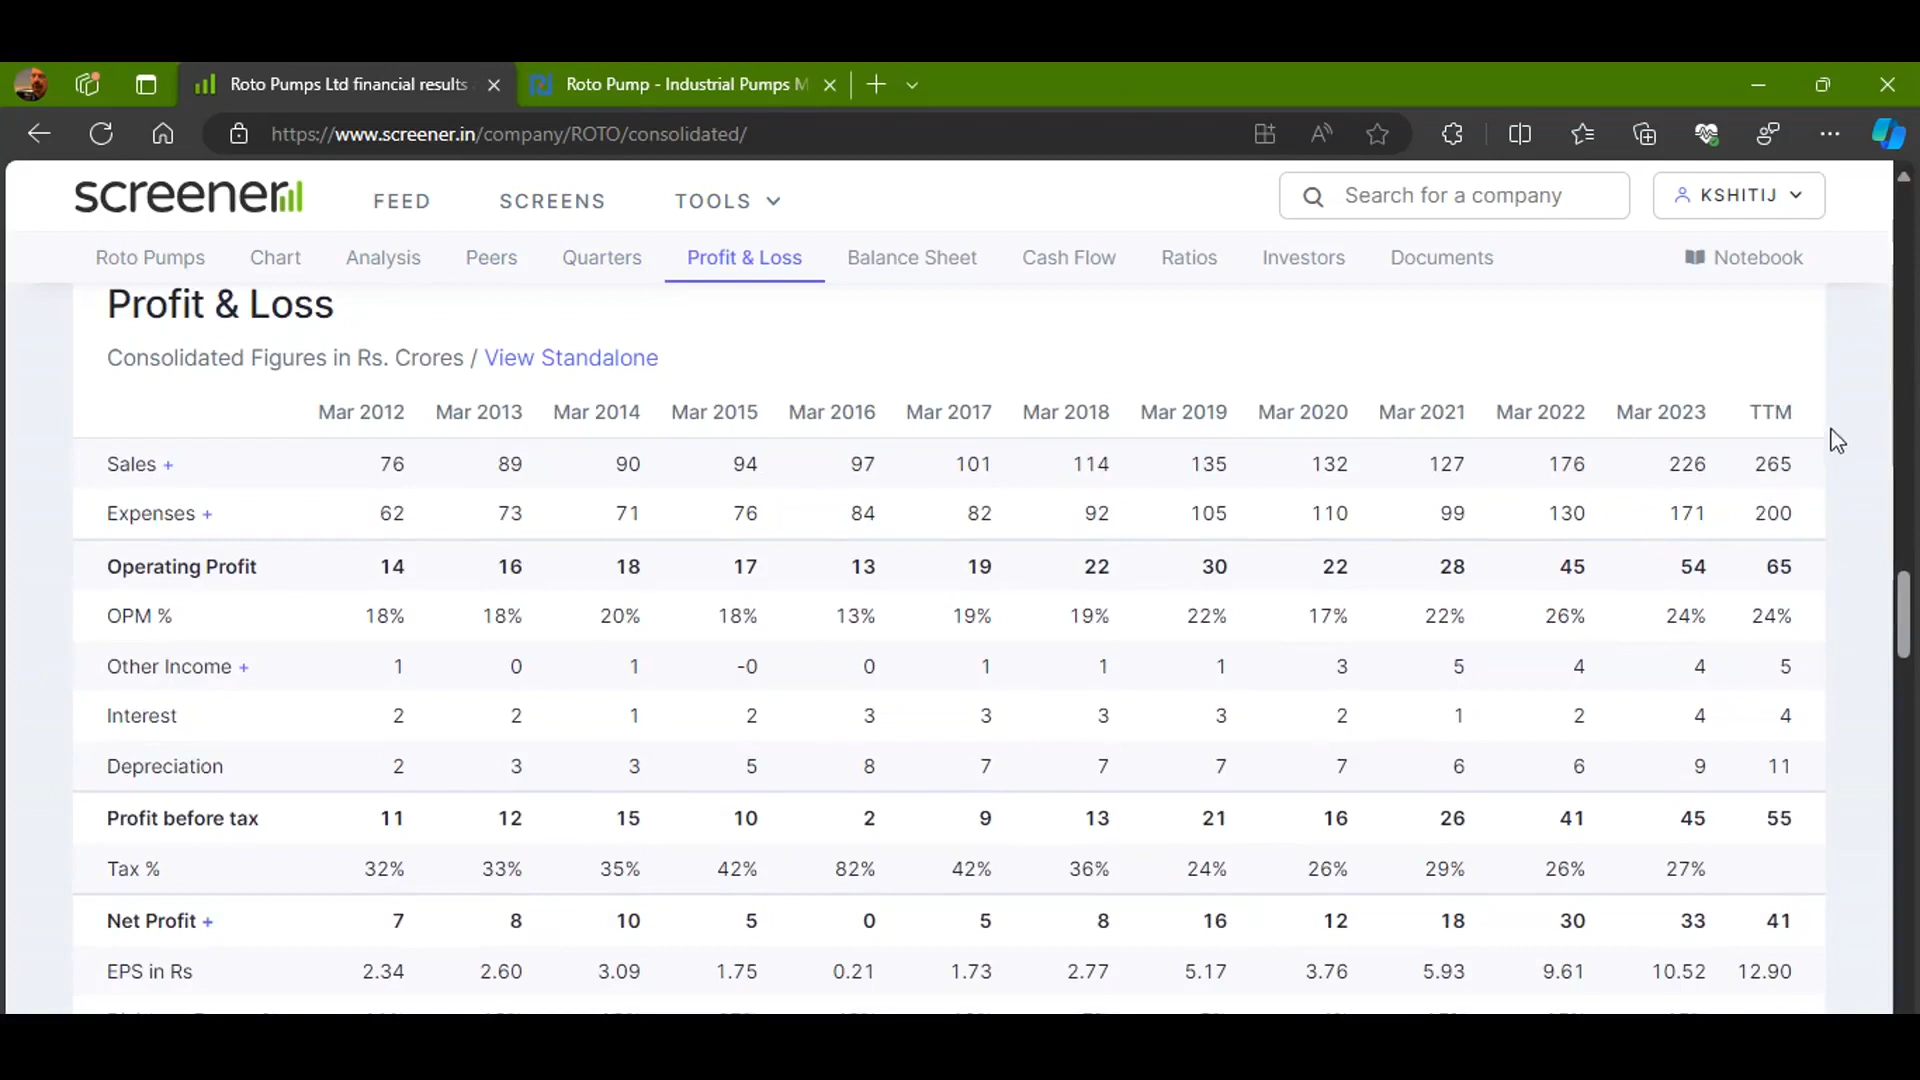 Roto Pumps Ltd financial results
Roto Pump - Industrial Pumps M
https://www.screener.in/company/ROTO/consolidated/
screener
FEED SCREENS TOOLS
Search for a company
KSHITIJ
Roto Pumps Chart Analysis Peers Quarters Profit & Loss Balance Sheet Cash Flow Ratios Investors Documents Notebook
Profit & Loss
Consolidated Figures in Rs. Crores / View Standalone
Mar 2012 Mar 2013 Mar 2014 Mar 2015 Mar 2016 Mar 2017 Mar 2018 Mar 2019 Mar 2020 Mar 2021 Mar 2022 Mar 2023 TTM
Sales + 76 89 90 94 97 101 114 135 132 127 176 226 265
Expenses + 62 73 71 76 84 82 92 105 110 99 130 171 200
Operating Profit 14 16 18 17 13 19 22 30 22 28 45 54 65
OPM % 18% 18% 20% 18% 13% 19% 19% 22% 17% 22% 26% 24% 24%
Other Income + 1 0 1 -0 0 1 1 1 3 5 4 4 5
Interest 2 2 1 2 3 3 3 3 2 1 2 4 4
Depreciation 2 3 3 5 8 7 7 7 7 6 6 9 11
Profit before tax 11 12 15 10 2 9 13 21 16 26 41 45 55
Tax % 32% 33% 35% 42% 82% 42% 36% 24% 26% 29% 26% 27%
Net Profit + 7 8 10 5 0 5 8 16 12 18 30 33 41
EPS in Rs 2.34 2.60 3.09 1.75 0.21 1.73 2.77 5.17 3.76 5.93 9.61 10.52 12.90